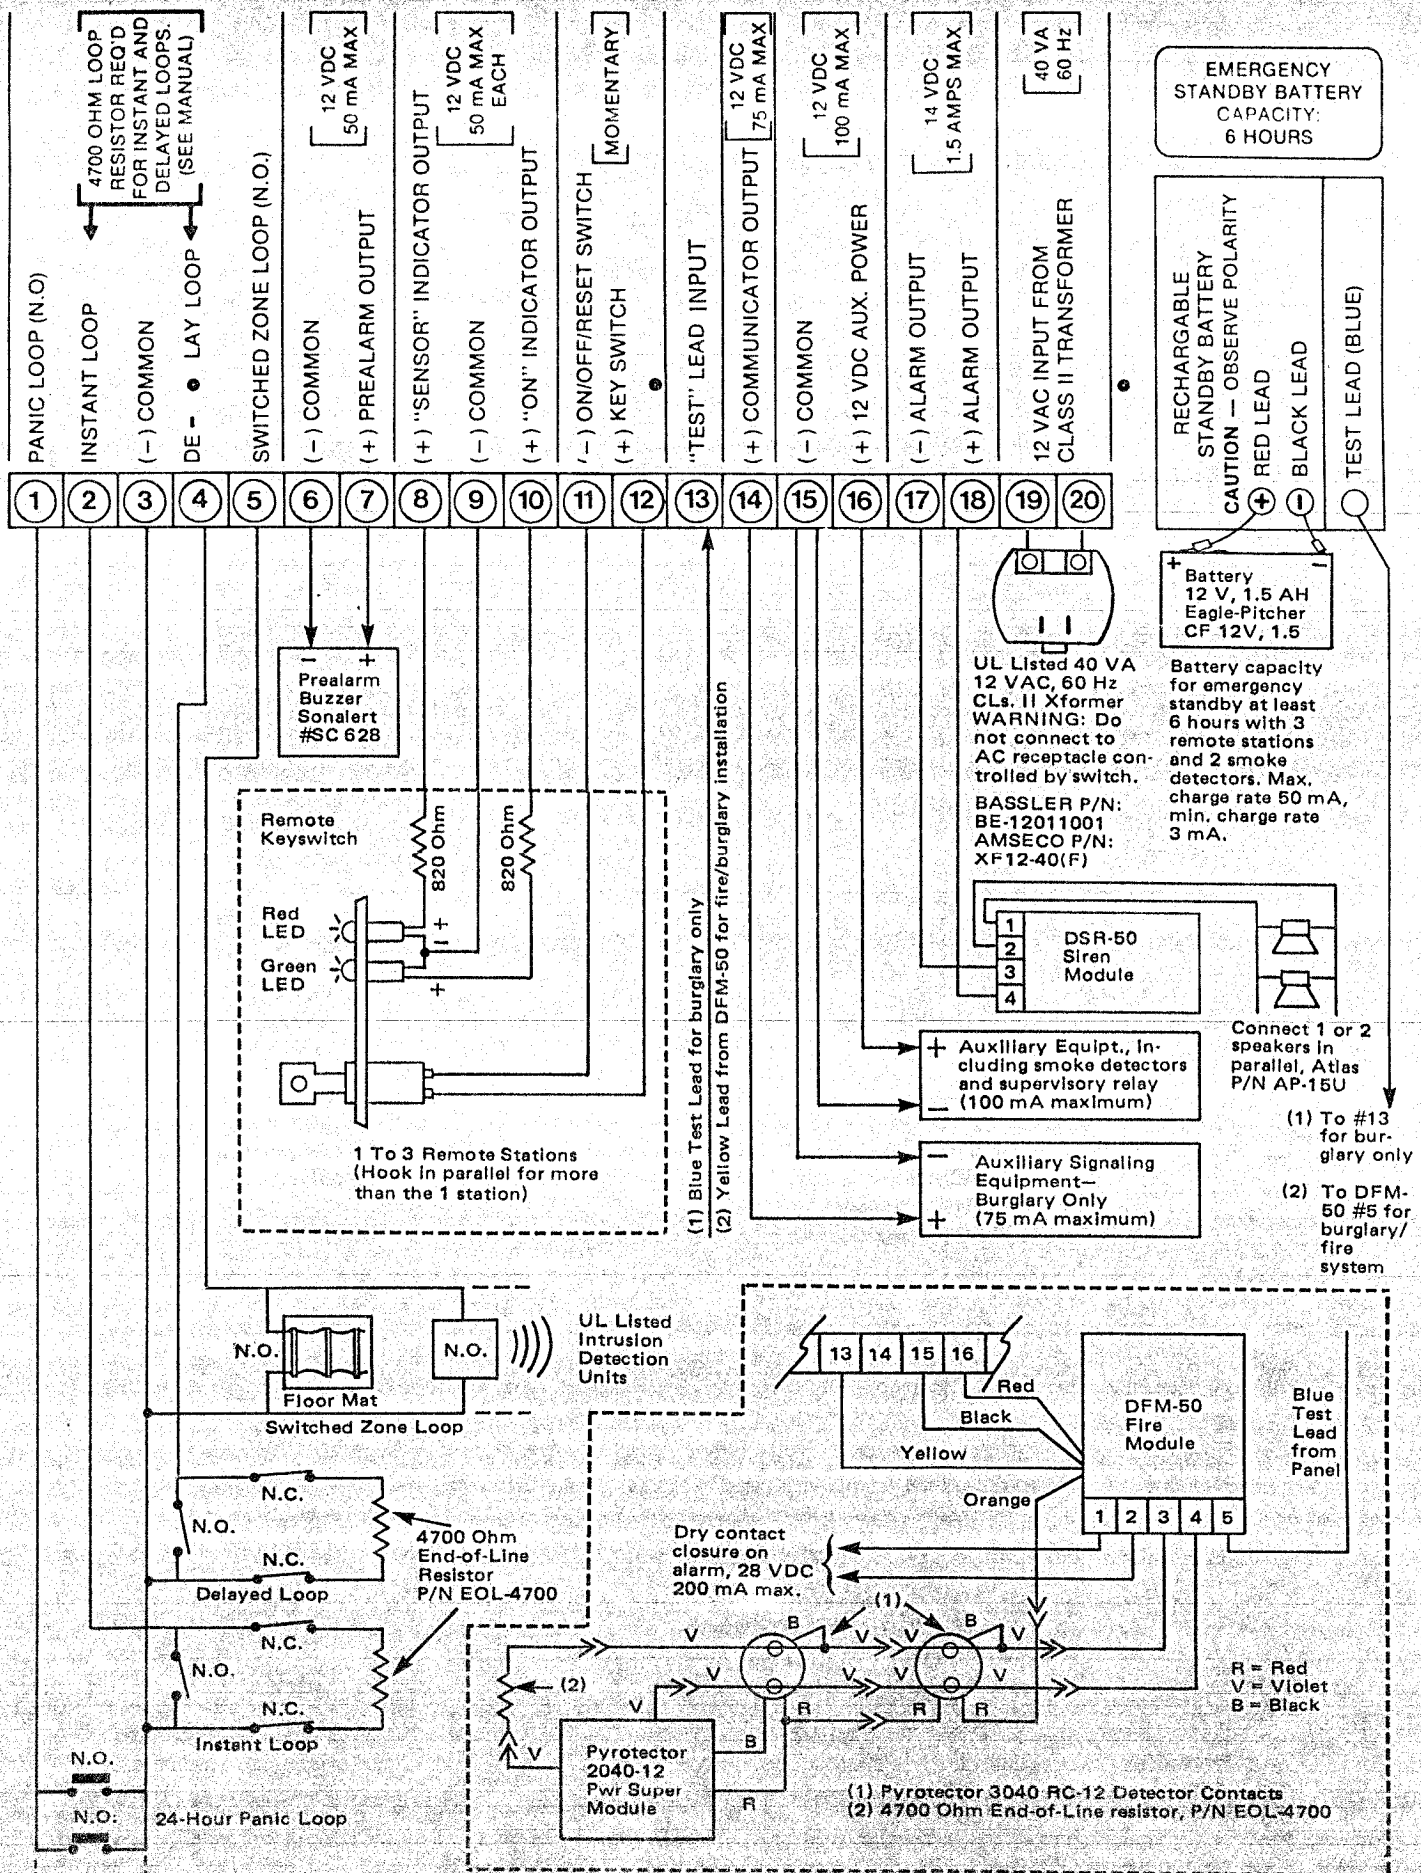 4700 OHM LOOP
RESISTOR REQ'D
FOR INSTANT AND
DELAYED LOOPS.
(SEE MANUAL)
12 VDC
50 mA MAX
12 VDC
50 mA MAX
EACH
MOMENTARY
12 VDC
75 mA MAX
12 VDC
100 mA MAX
14 VDC
1.5 AMPS MAX
40 VA
60 Hz
PANIC LOOP (N.O)
INSTANT LOOP
(-) COMMON
DE - • LAY LOOP
SWITCHED ZONE LOOP (N.O.)
(-) COMMON
(+) PREALARM OUTPUT
(+) "SENSOR" INDICATOR OUTPUT
(-) COMMON
(+) "ON" INDICATOR OUTPUT
(-) ON/OFF/RESET SWITCH
(+) KEY SWITCH
"TEST" LEAD INPUT
(+) COMMUNICATOR OUTPUT
(-) COMMON
(+) 12 VDC AUX. POWER
(-) ALARM OUTPUT
(+) ALARM OUTPUT
12 VAC INPUT FROM
CLASS II TRANSFORMER
EMERGENCY
STANDBY BATTERY
CAPACITY:
6 HOURS
RECHARGABLE
STANDBY BATTERY
CAUTION — OBSERVE POLARITY
+ RED LEAD
- BLACK LEAD
TEST LEAD (BLUE)
1 2 3 4 5 6 7 8 9 10 11 12 13 14 15 16 17 18 19 20
- +
Prealarm
Buzzer
Sonalert
#SC 628
+ -
Battery
12 V, 1.5 AH
Eagle-Pitcher
CF 12V, 1.5
UL Listed 40 VA
12 VAC, 60 Hz
CLs. II Xformer
WARNING: Do
not connect to
AC receptacle con-
trolled by switch.
BASSLER P/N:
BE-12011001
AMSECO P/N:
XF12-40(F)
Battery capacity
for emergency
standby at least
6 hours with 3
remote stations
and 2 smoke
detectors. Max.
charge rate 50 mA,
min. charge rate
3 mA.
Remote
Keyswitch
820 Ohm
820 Ohm
Red
LED
+
-
Green
LED
+
1 To 3 Remote Stations
(Hook in parallel for more
than the 1 station)
(1) Blue Test Lead for burglary only
(2) Yellow Lead from DFM-50 for fire/burglary installation
1
2
3
4
DSR-50
Siren
Module
Connect 1 or 2
speakers in
parallel, Atlas
P/N AP-15U
+ Auxiliary Equipt., in-
cluding smoke detectors
and supervisory relay
- (100 mA maximum)
- Auxiliary Signaling
Equipment—
Burglary Only
+ (75 mA maximum)
(1) To #13
for bur-
glary only
(2) To DFM-
50 #5 for
burglary/
fire
system
N.O.
Floor Mat
N.O.
UL Listed
Intrusion
Detection
Units
Switched Zone Loop
13 14 15 16
Red
Black
Yellow
Orange
DFM-50
Fire
Module
1 2 3 4 5
Blue
Test
Lead
from
Panel
N.C.
N.O.
N.C.
Delayed Loop
4700 Ohm
End-of-Line
Resistor
P/N EOL-4700
N.C.
N.O.
N.C.
Instant Loop
N.O.
N.O.
24-Hour Panic Loop
Dry contact
closure on
alarm, 28 VDC
200 mA max.
(1)
V B V V B V
(2)
V V V V
R R R
V B
R
Pyrotector
2040-12
Pwr Super
Module
R = Red
V = Violet
B = Black
(1) Pyrotector 3040 RC-12 Detector Contacts
(2) 4700 Ohm End-of-Line resistor, P/N EOL-4700